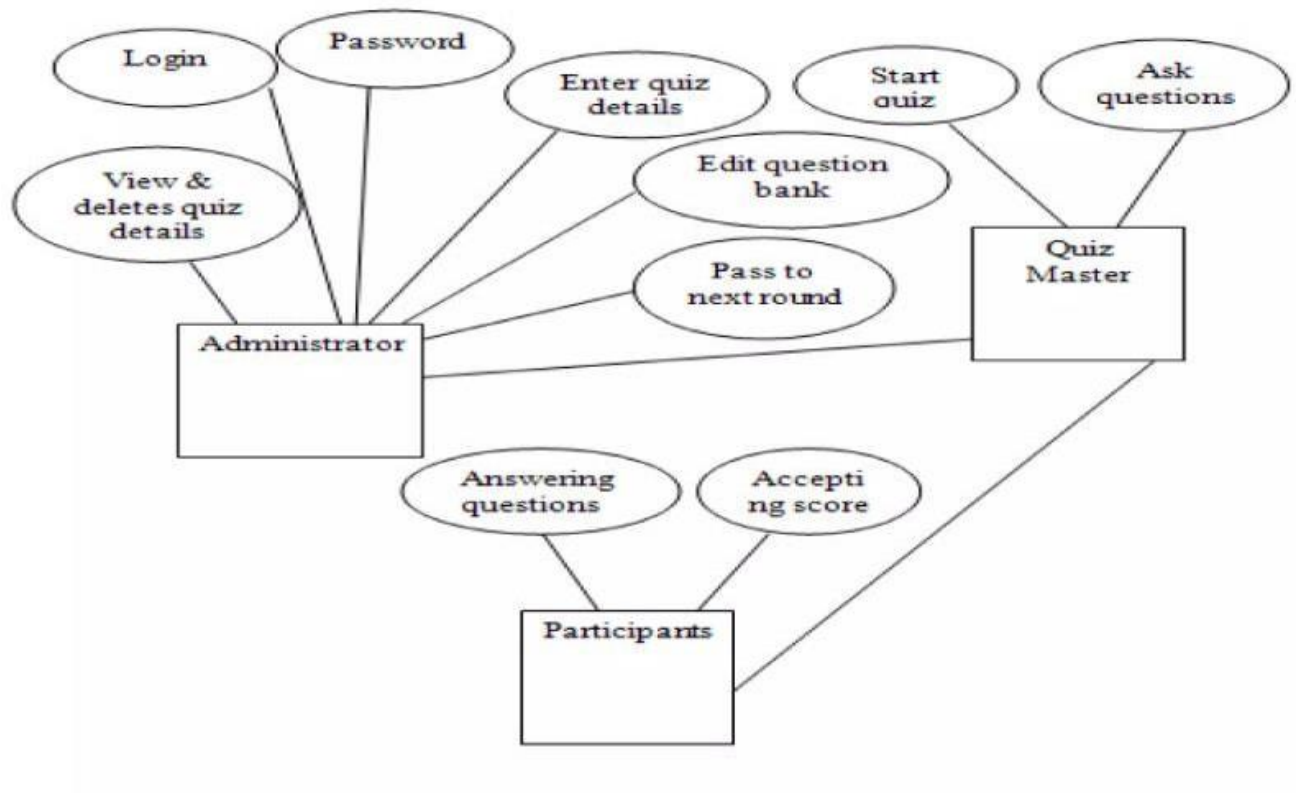 Login
Password
Enter quiz
details
Start
quiz
Ask
questions
View &
deletes quiz
details
Edit question
bank
Pass to
next round
Quiz
Master
Administrator
Answering
questions
Accepti
ng score
Participants